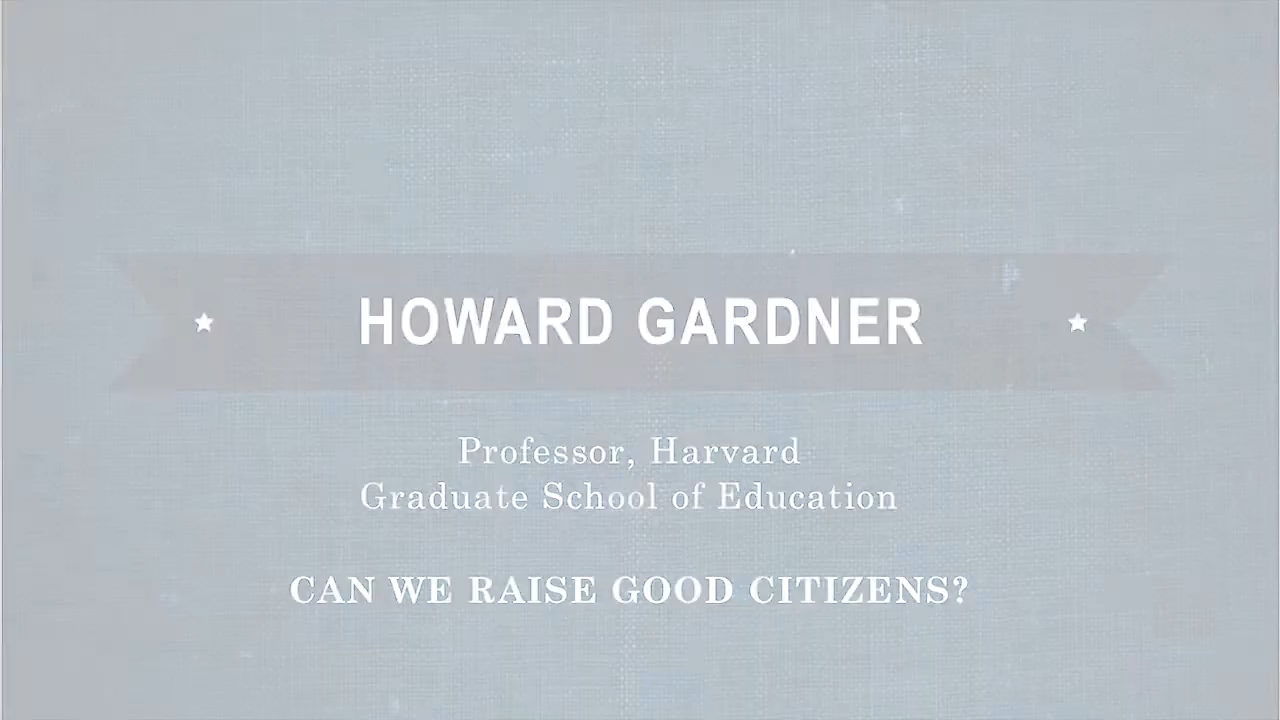 HOWARD GARDNER
Professor, Harvard
Graduate School of Education
CAN WE RAISE GOOD CITIZENS?